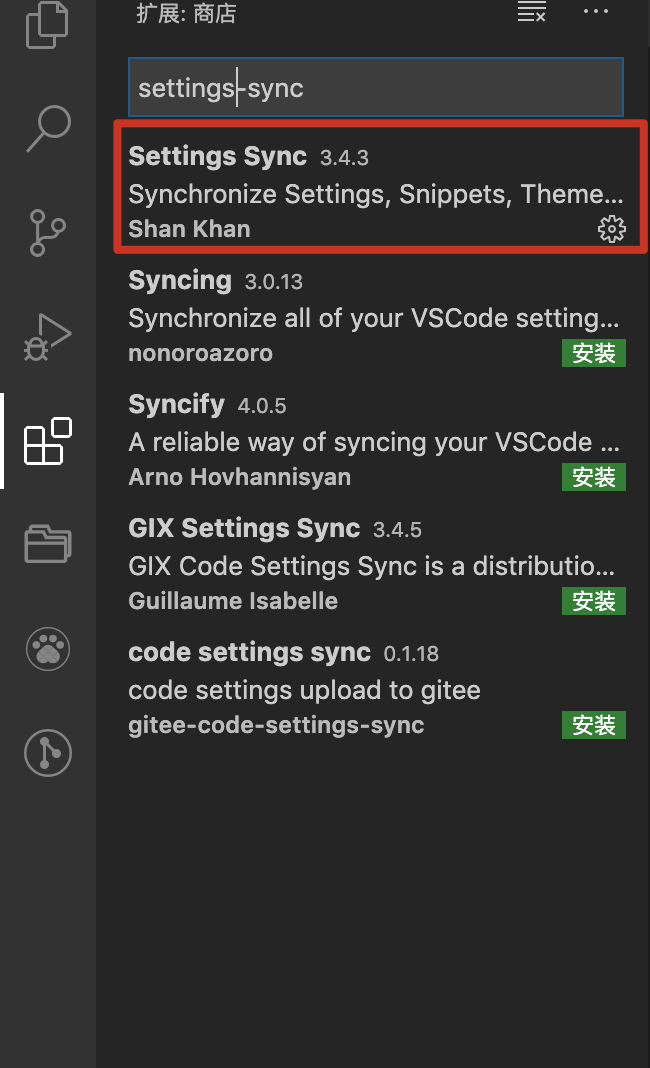 扩展: 商店
settings-sync
Settings Sync 3.4.3
Synchronize Settings, Snippets, Theme...
Shan Khan
Syncing 3.0.13
Synchronize all of your VSCode setting...
nonoroazoro 安装
Syncify 4.0.5
A reliable way of syncing your VSCode ...
Arno Hovhannisyan 安装
GIX Settings Sync 3.4.5
GIX Code Settings Sync is a distributio...
Guillaume Isabelle 安装
code settings sync 0.1.18
code settings upload to gitee
gitee-code-settings-sync 安装